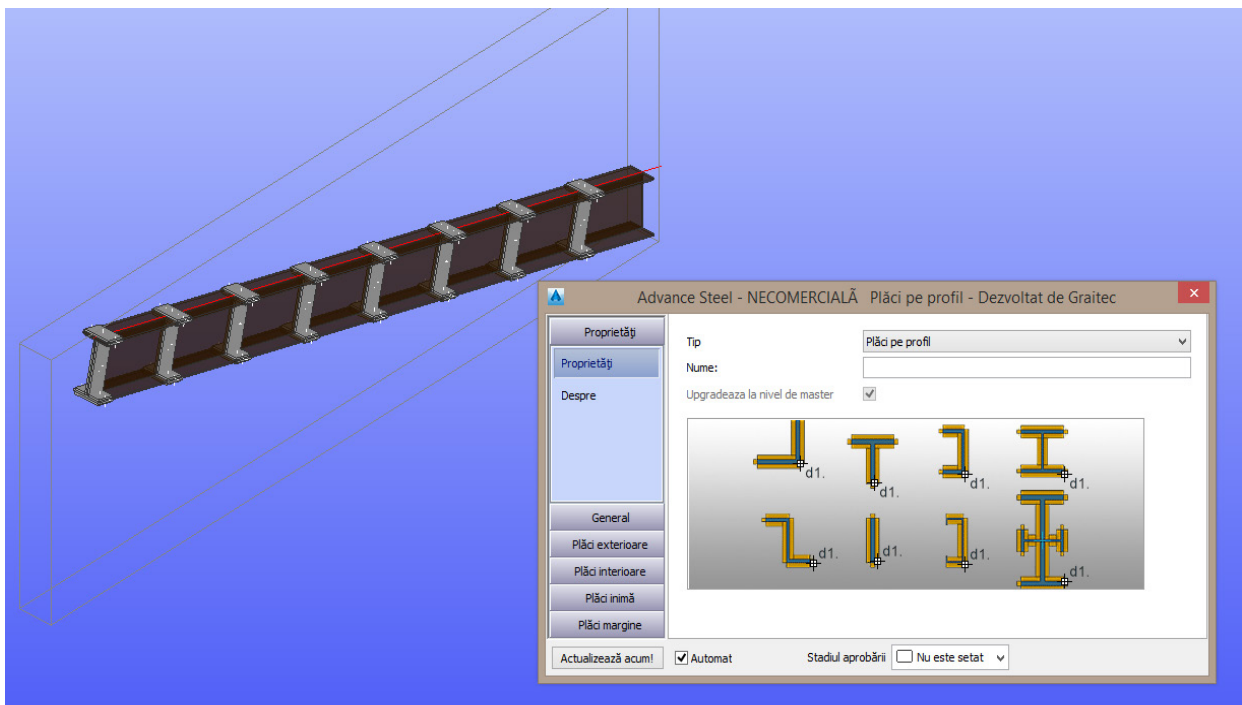 Advance Steel - NECOMERCIALÃ Plăci pe profil - Dezvoltat de Graitec
Proprietăţi
Proprietăţi
Despre
General
Plăci exterioare
Plăci interioare
Plăci inimă
Plăci margine
Tip
Plăci pe profil
Nume:
Upgradeaza la nivel de master
d1.
d1.
d1.
d1.
d1.
d1.
d1.
d1.
Actualizează acum!
Automat
Stadiul aprobării
Nu este setat